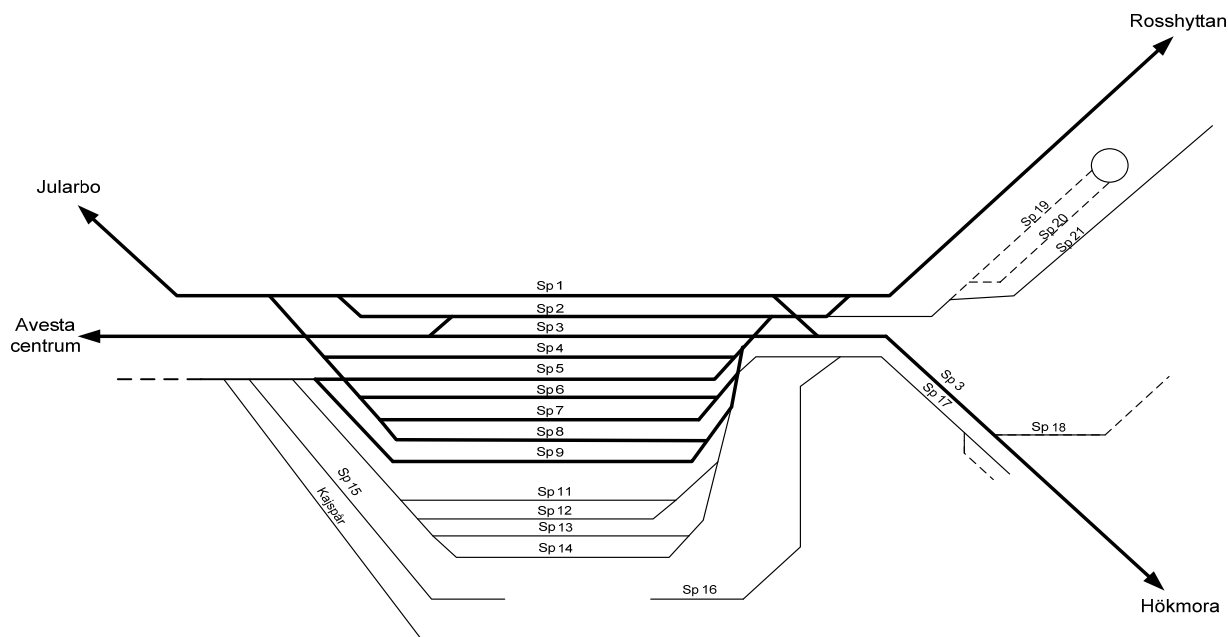 Rosshyttan
Jularbo
Sp 19
Sp 20
Sp 21
Sp 1
Sp 2
Avesta
centrum
Sp 3
Sp 4
Sp 5
Sp 3
Sp 6
Sp 17
Sp 7
Sp 8
Sp 18
Sp 9
Sp 15
Kajspår
Sp 11
Sp 12
Sp 13
Sp 14
Sp 16
Hökmora